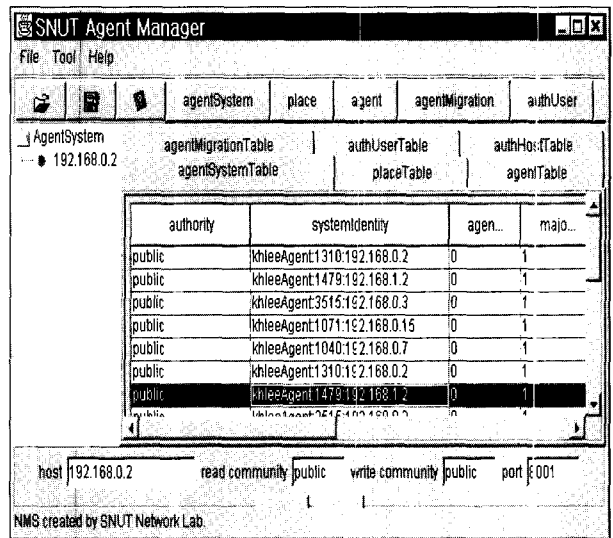 SNUT Agent Manager
File Tool Help
agentSystem place agent agentMigration authUser
AgentSystem
192.168.0.2
agentMigrationTable authUserTable authHostTable
agentSystemTable placeTable agentTable
authority systemIdentity agen... majo...
public khleeAgent:1310:192.168.0.2 0 1
public khleeAgent:1479:192.168.1.2 0 1
public khleeAgent:3515:192.168.0.3 0 1
public khleeAgent:1071:192.168.0.15 0 1
public khleeAgent:1040:192.168.0.7 0 1
public khleeAgent:1310:192.168.0.2 0 1
public khleeAgent:1479:192.168.1.2 0 1
host 192.168.0.2 read community public write community public port
NMS created by SNUT Network Lab.